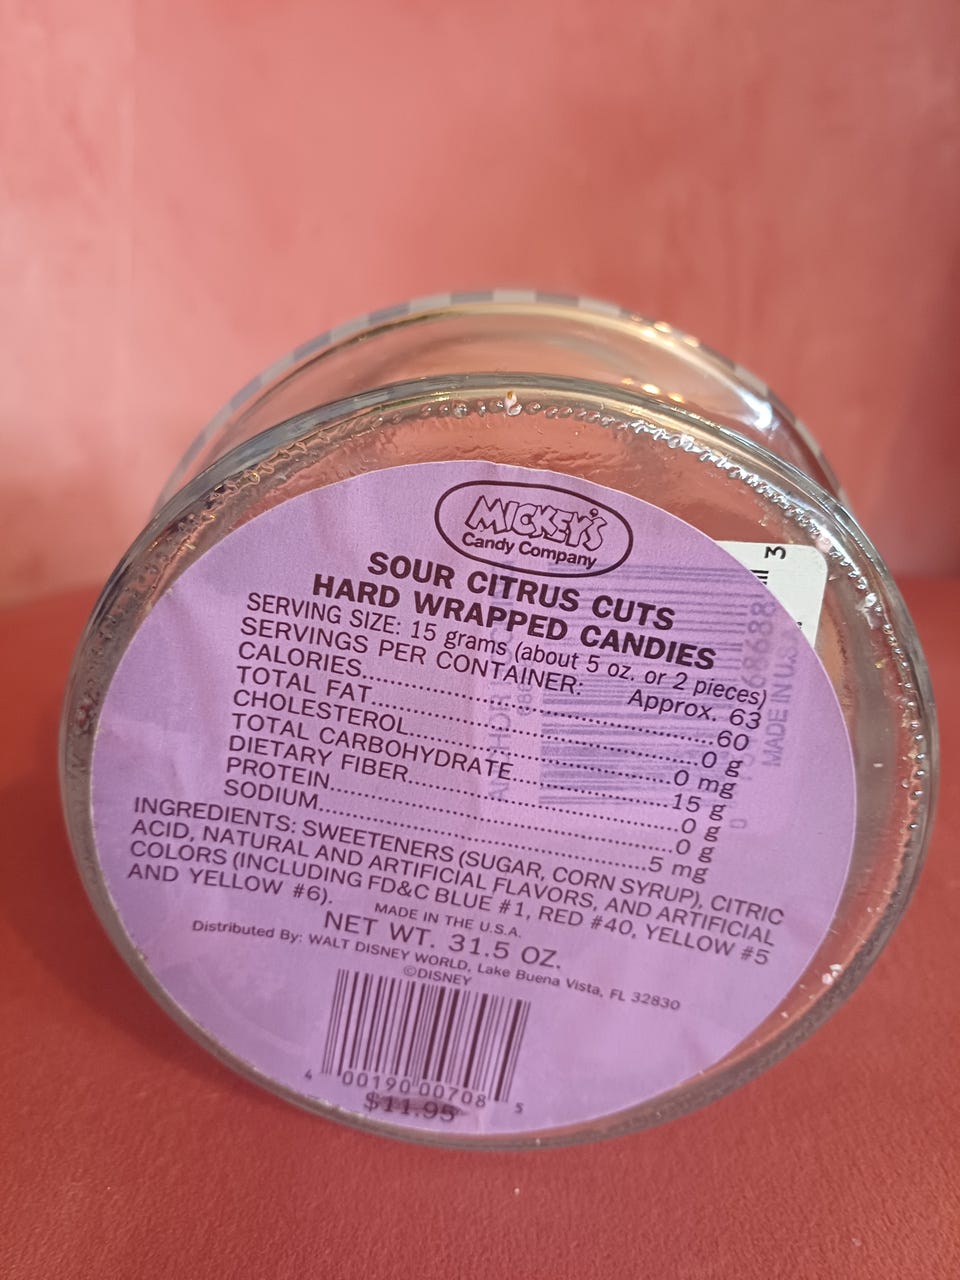 MICKEY'S
Candy Company
SOUR CITRUS CUTS
HARD WRAPPED CANDIES
SERVING SIZE: 15 grams (about 5 oz. or 2 pieces)
SERVINGS PER CONTAINER: Approx. 63
CALORIES..........60
TOTAL FAT..........0 g
CHOLESTEROL..........0 mg
TOTAL CARBOHYDRATE..........15 g
DIETARY FIBER..........0 g
PROTEIN..........0 g
SODIUM..........5 mg
INGREDIENTS: SWEETENERS (SUGAR, CORN SYRUP), CITRIC
ACID, NATURAL AND ARTIFICIAL FLAVORS, AND ARTIFICIAL
COLORS (INCLUDING FD&C BLUE #1, RED #40, YELLOW #5
AND YELLOW #6).
MADE IN THE U.S.A.
NET WT. 31.5 OZ.
Distributed By: WALT DISNEY WORLD, Lake Buena Vista, FL 32830
©DISNEY
4 00190 00708 5
$11.95
3
68688
MADE IN U.S.A.